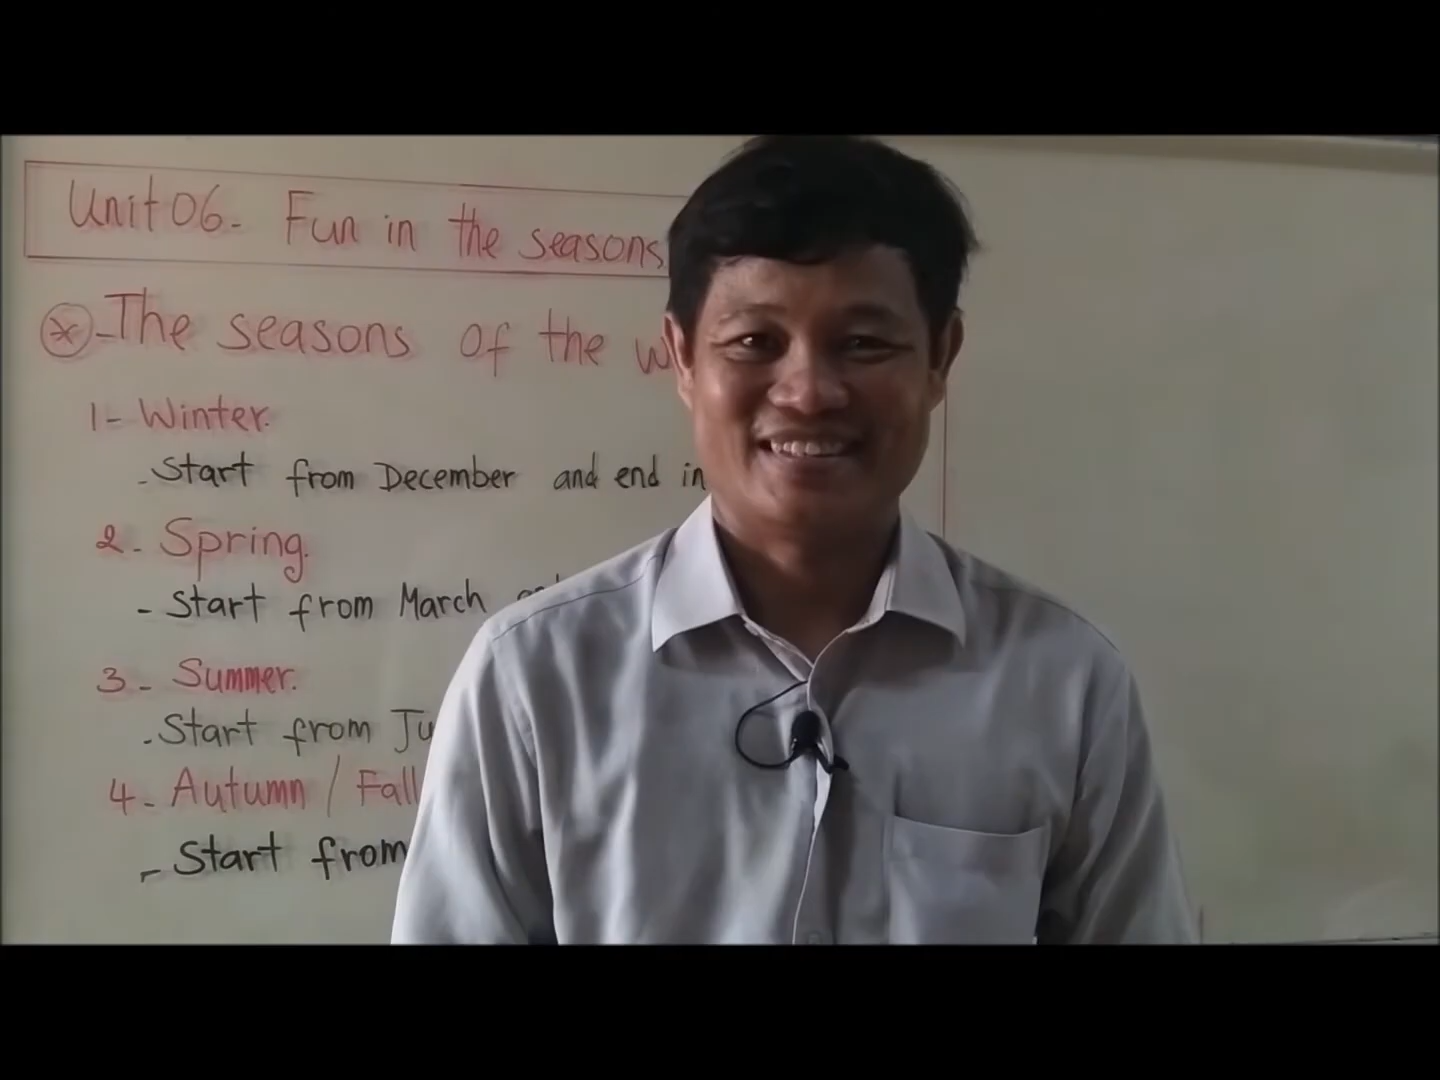 Unit 06- Fun in the seasons
*-The seasons of the
1- Winter.
-Start from December and end in
2- Spring.
- Start from March
3- Summer.
-Start from
4- Autumn / Fall
- Start from